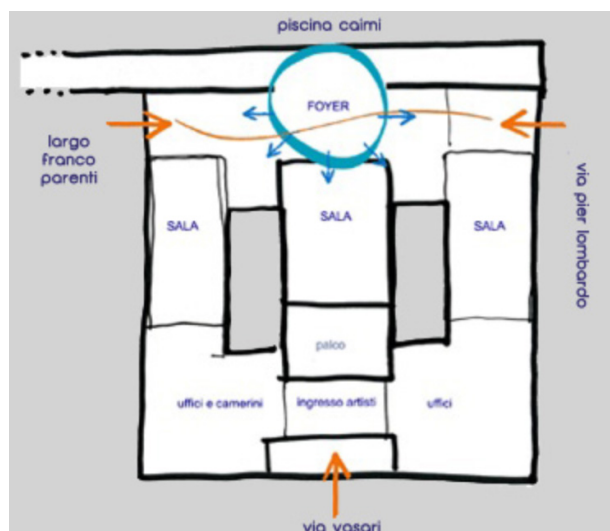 piscina caimi
FOYER
largo
franco
parenti
via pier lombardo
SALA
SALA
SALA
palco
uffici e camerini
ingresso artisti
uffici
via vasari